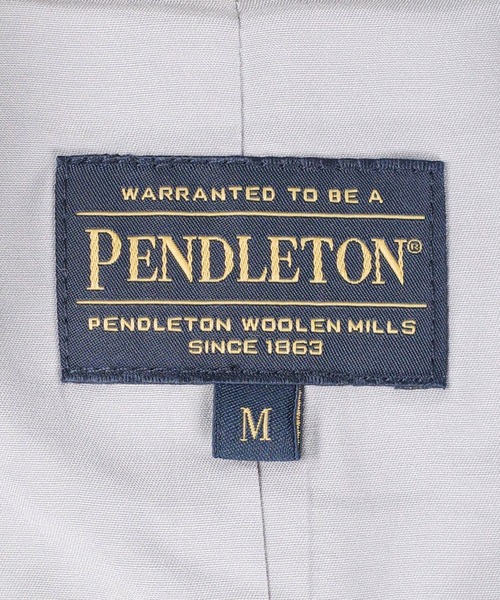 WARRANTED TO BE A
PENDLETON®
PENDLETON WOOLEN MILLS
SINCE 1863
M